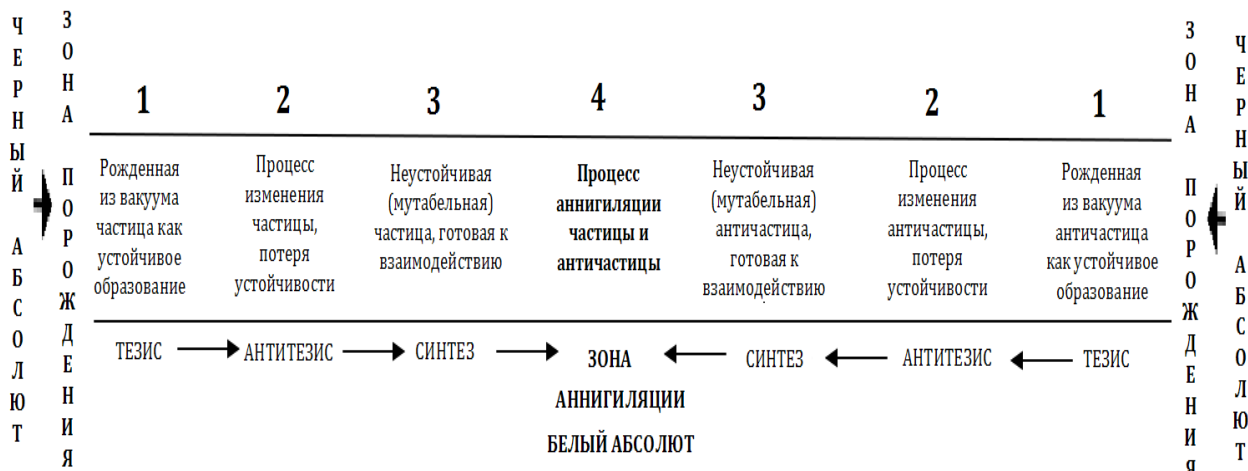 ЧЕРНЫЙ АБСОЛЮТ
ЗОНА ПОРОЖДЕНИЯ
1
2
3
4
3
2
1
Рожденная
из вакуума
частица как
устойчивое
образование
Процесс
изменения
частицы,
потеря
устойчивости
Неустойчивая
(мутабельная)
частица, готовая к
взаимодействию
Процесс
аннигиляции
частицы и
античастицы
Неустойчивая
(мутабельная)
античастица,
готовая к
взаимодействию
Процесс
изменения
античастицы,
потеря
устойчивости
Рожденная
из вакуума
античастица
как устойчивое
образование
ТЕЗИС
АНТИТЕЗИС
СИНТЕЗ
ЗОНА
АННИГИЛЯЦИИ
БЕЛЫЙ АБСОЛЮТ
СИНТЕЗ
АНТИТЕЗИС
ТЕЗИС
ЗОНА ПОРОЖДЕНИЯ
ЧЕРНЫЙ АБСОЛЮТ